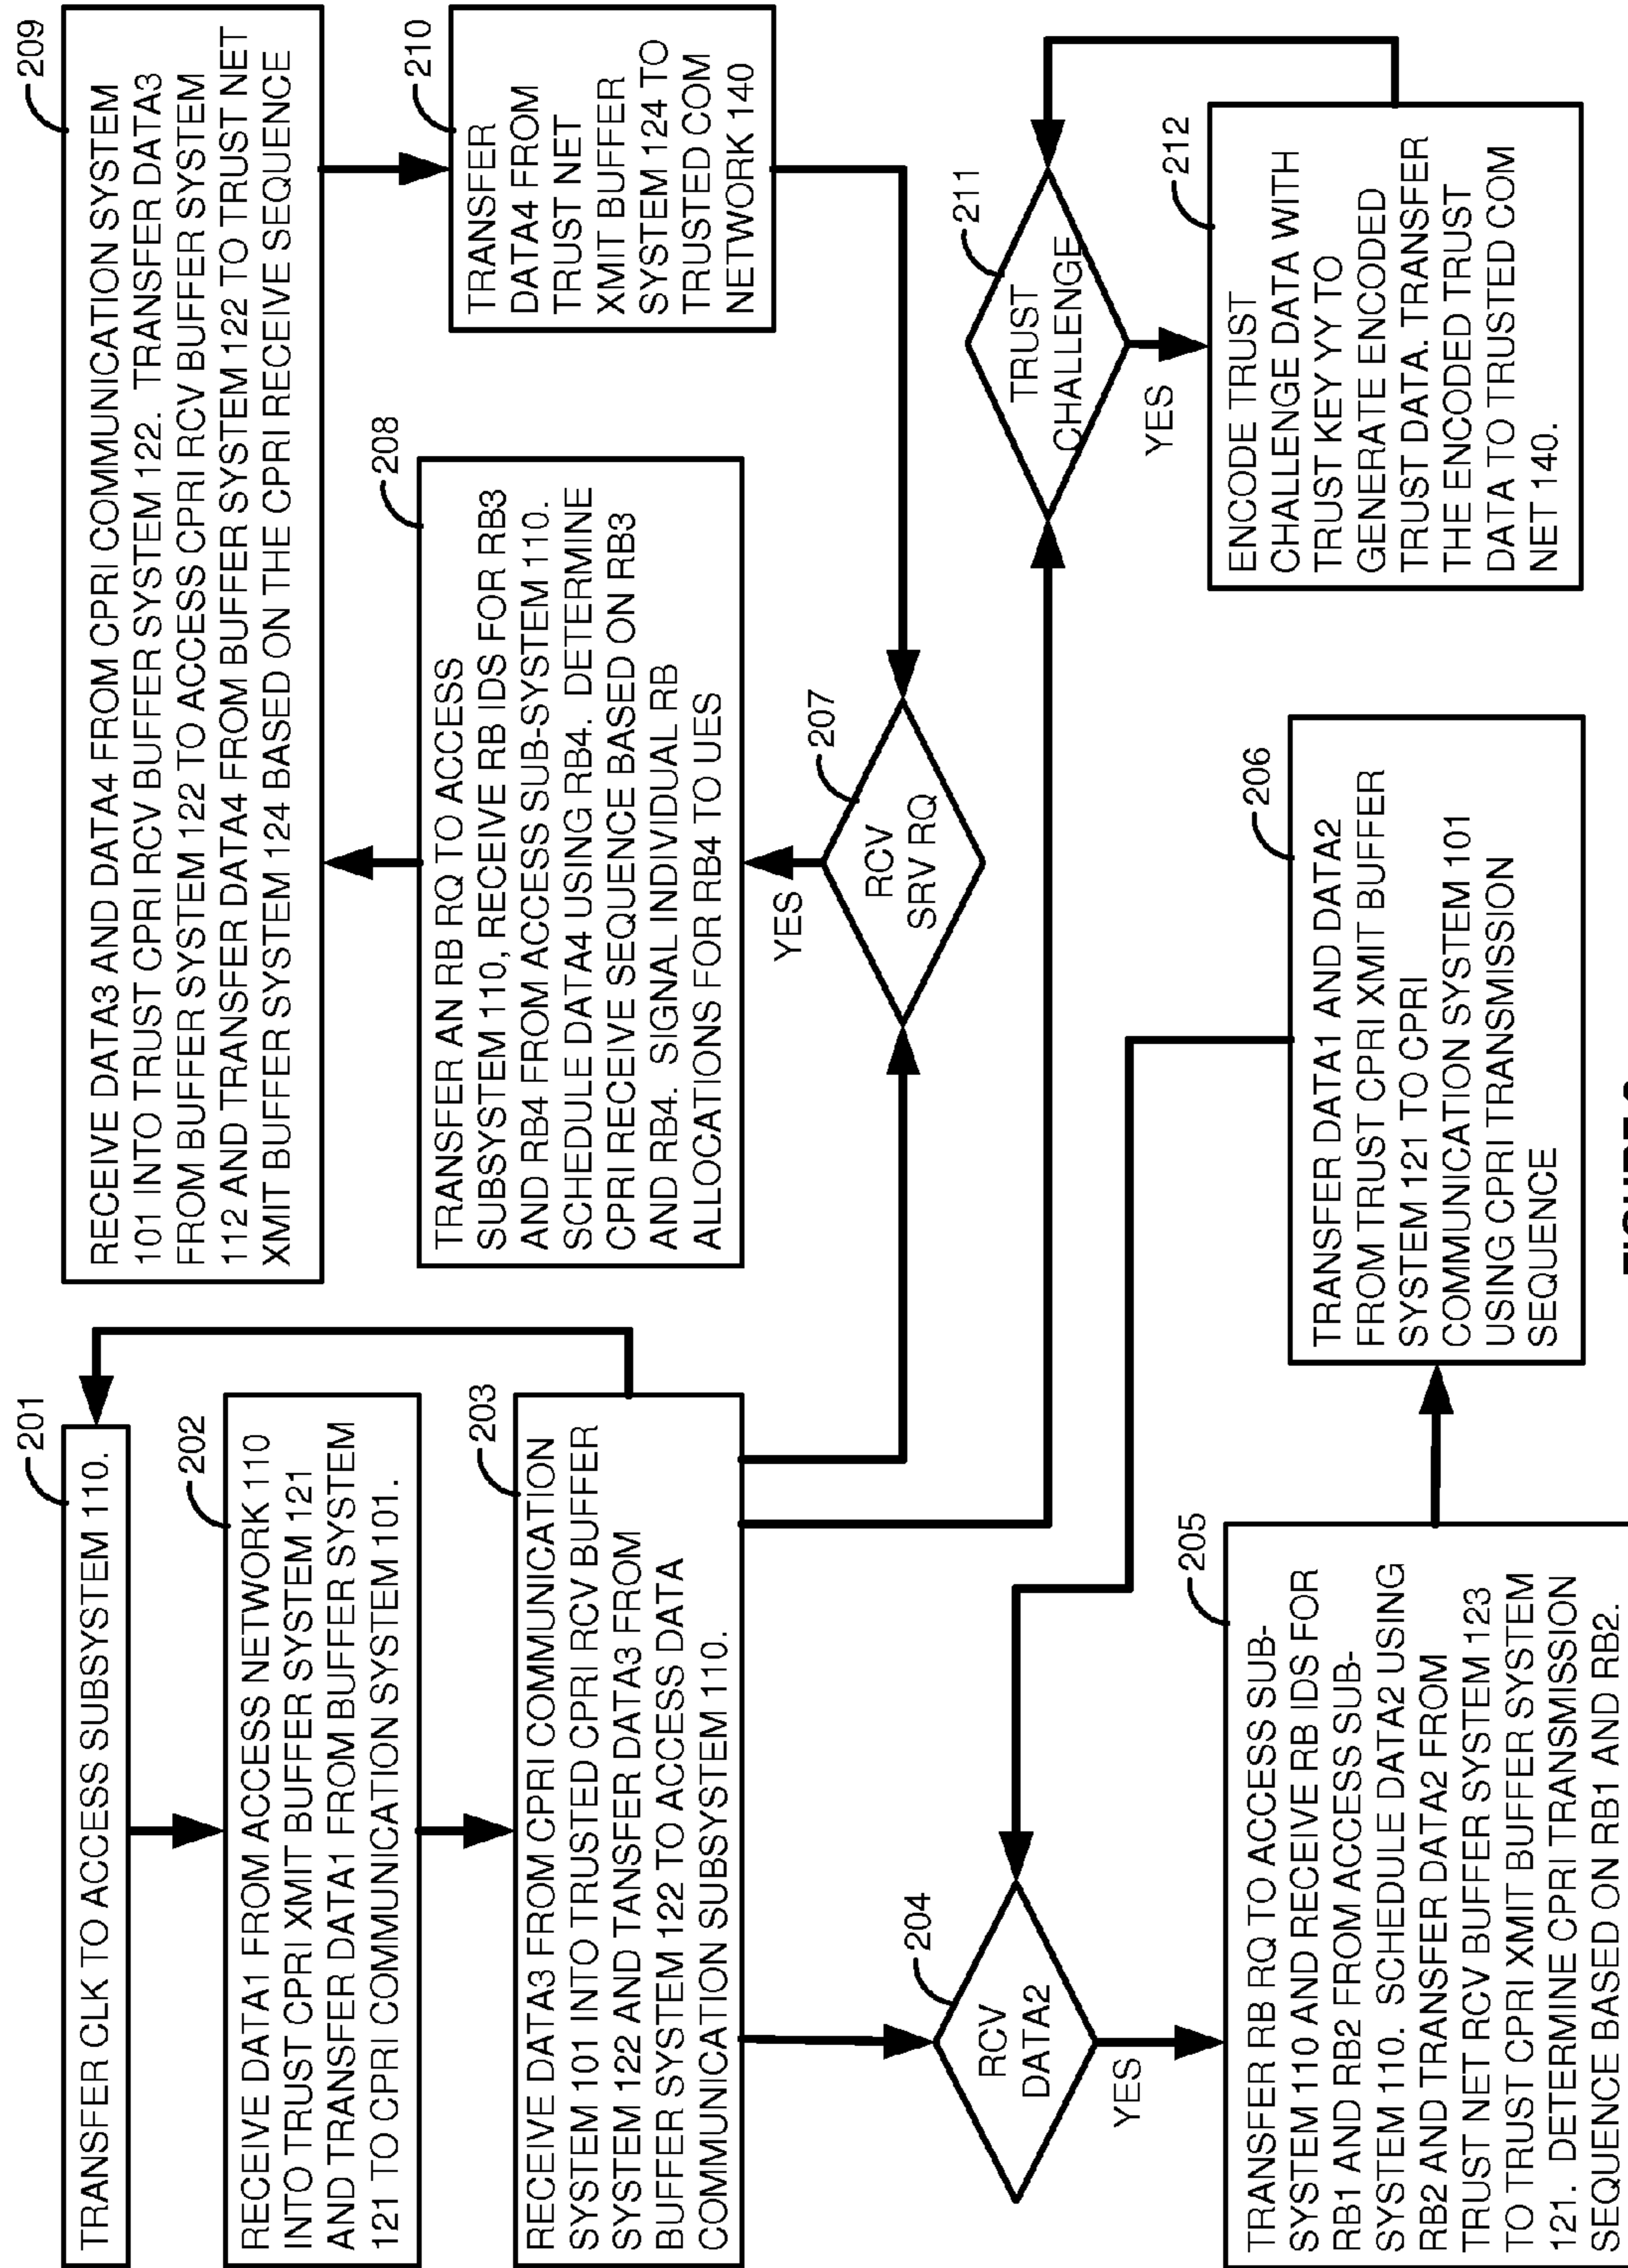 201
TRANSFER CLK TO ACCESS SUBSYSTEM 110.
202
RECEIVE DATA1 FROM ACCESS NETWORK 110
INTO TRUST CPRI XMIT BUFFER SYSTEM 121
AND TRANSFER DATA1 FROM BUFFER SYSTEM
121 TO CPRI COMMUNICATION SYSTEM 101.
203
RECEIVE DATA3 FROM CPRI COMMUNICATION
SYSTEM 101 INTO TRUSTED CPRI RCV BUFFER
SYSTEM 122 AND TANSFER DATA3 FROM
BUFFER SYSTEM 122 TO ACCESS DATA
COMMUNICATION SUBSYSTEM 110.
204
RCV
DATA2
YES
205
TRANSFER RB RQ TO ACCESS SUB-
SYSTEM 110 AND RECEIVE RB IDS FOR
RB1 AND RB2 FROM ACCESS SUB-
SYSTEM 110. SCHEDULE DATA2 USING
RB2 AND TRANSFER DATA2 FROM
TRUST NET RCV BUFFER SYSTEM 123
TO TRUST CPRI XMIT BUFFER SYSTEM
121. DETERMINE CPRI TRANSMISSION
SEQUENCE BASED ON RB1 AND RB2.
206
TRANSFER DATA1 AND DATA2
FROM TRUST CPRI XMIT BUFFER
SYSTEM 121 TO CPRI
COMMUNICATION SYSTEM 101
USING CPRI TRANSMISSION
SEQUENCE
207
RCV
SRV RQ
YES
208
TRANSFER AN RB RQ TO ACCESS
SUBSYSTEM 110, RECEIVE RB IDS FOR RB3
AND RB4 FROM ACCESS SUB-SYSTEM 110.
SCHEDULE DATA4 USING RB4. DETERMINE
CPRI RECEIVE SEQUENCE BASED ON RB3
AND RB4. SIGNAL INDIVIDUAL RB
ALLOCATIONS FOR RB4 TO UES
209
RECEIVE DATA3 AND DATA4 FROM CPRI COMMUNICATION SYSTEM
101 INTO TRUST CPRI RCV BUFFER SYSTEM 122. TRANSFER DATA3
FROM BUFFER SYSTEM 122 TO ACCESS CPRI RCV BUFFER SYSTEM
112 AND TRANSFER DATA4 FROM BUFFER SYSTEM 122 TO TRUST NET
XMIT BUFFER SYSTEM 124 BASED ON THE CPRI RECEIVE SEQUENCE
210
TRANSFER
DATA4 FROM
TRUST NET
XMIT BUFFER
SYSTEM 124 TO
TRUSTED COM
NETWORK 140
211
TRUST
CHALLENGE
YES
212
ENCODE TRUST
CHALLENGE DATA WITH
TRUST KEY YY TO
GENERATE ENCODED
TRUST DATA. TRANSFER
THE ENCODED TRUST
DATA TO TRUSTED COM
NET 140.